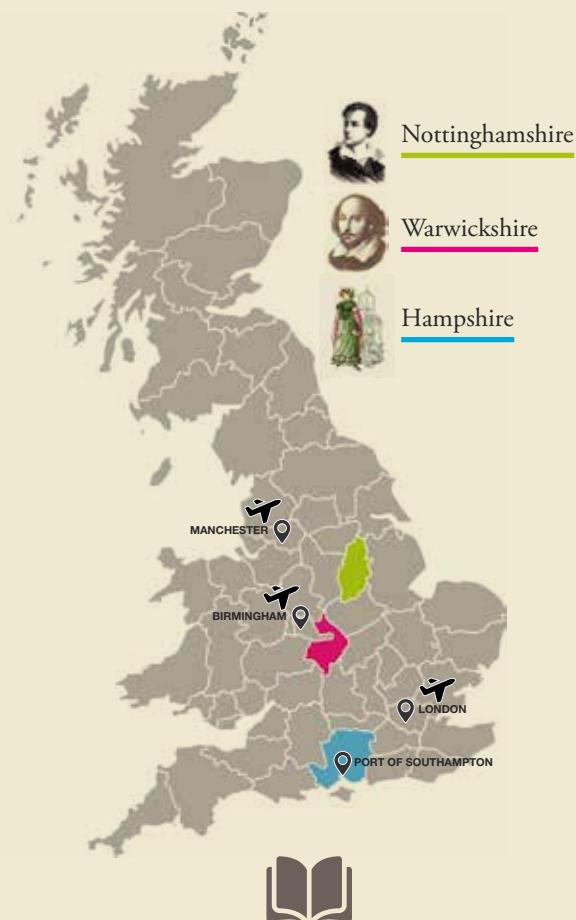 Nottinghamshire
Warwickshire
Hampshire
MANCHESTER
BIRMINGHAM
LONDON
PORT OF SOUTHAMPTON